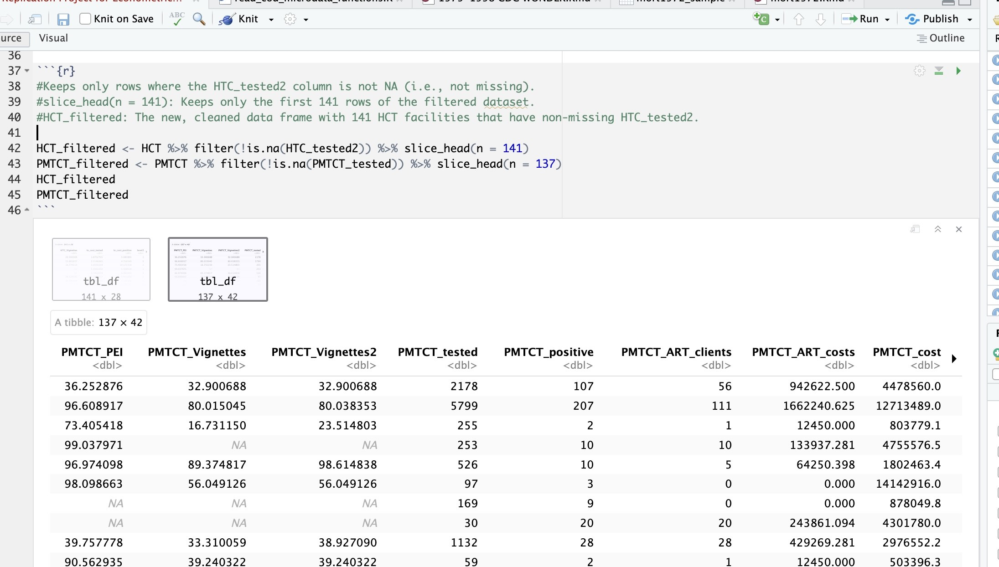 Knit on Save
ABC
Knit
Run
Publish
Source
Visual
Outline
36
37 ```{r}
38 #Keeps only rows where the HTC_tested2 column is not NA (i.e., not missing).
39 #slice_head(n = 141): Keeps only the first 141 rows of the filtered dataset.
40 #HCT_filtered: The new, cleaned data frame with 141 HCT facilities that have non-missing HTC_tested2.
41
42 HCT_filtered <- HCT %>% filter(!is.na(HTC_tested2)) %>% slice_head(n = 141)
43 PMTCT_filtered <- PMTCT %>% filter(!is.na(PMTCT_tested)) %>% slice_head(n = 137)
44 HCT_filtered
45 PMTCT_filtered
46 ```
tbl_df
141 x 28
tbl_df
137 x 42
A tibble: 137 × 42
PMTCT_PEI PMTCT_Vignettes PMTCT_Vignettes2 PMTCT_tested PMTCT_positive PMTCT_ART_clients PMTCT_ART_costs PMTCT_cost
<dbl> <dbl> <dbl> <dbl> <dbl> <dbl> <dbl> <dbl>
36.252876 32.900688 32.900688 2178 107 56 942622.500 4478560.0
96.608917 80.015045 80.038353 5799 207 111 1662240.625 12713489.0
73.405418 16.731150 23.514803 255 2 1 12450.000 803779.1
99.037971 NA NA 253 10 10 133937.281 4755576.5
96.974098 89.374817 98.614838 526 10 5 64250.398 1802463.4
98.098663 56.049126 56.049126 97 3 0 0.000 14142916.0
NA NA NA 169 9 0 0.000 878049.8
NA NA NA 30 20 20 243861.094 4301780.0
39.757778 33.310059 38.927090 1132 28 28 429269.281 2976552.2
90.562935 39.240322 39.240322 59 2 1 12450.000 503396.3